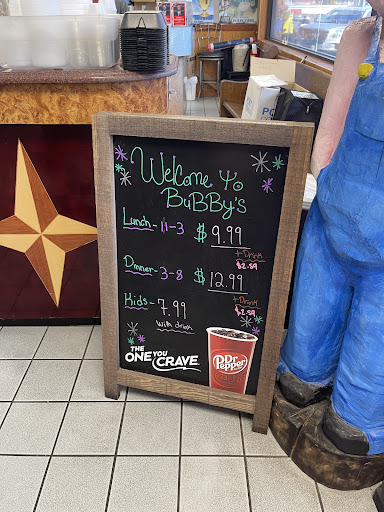 Welcome To
BuBBy's
Lunch - 11-3 $9.99
+ Drink
$2.59
Dinner - 3-8 $12.99
+ Drink
$2.59
Kids - 7.99
with drink
THE
ONE YOU
CRAVE
Dr Pepper